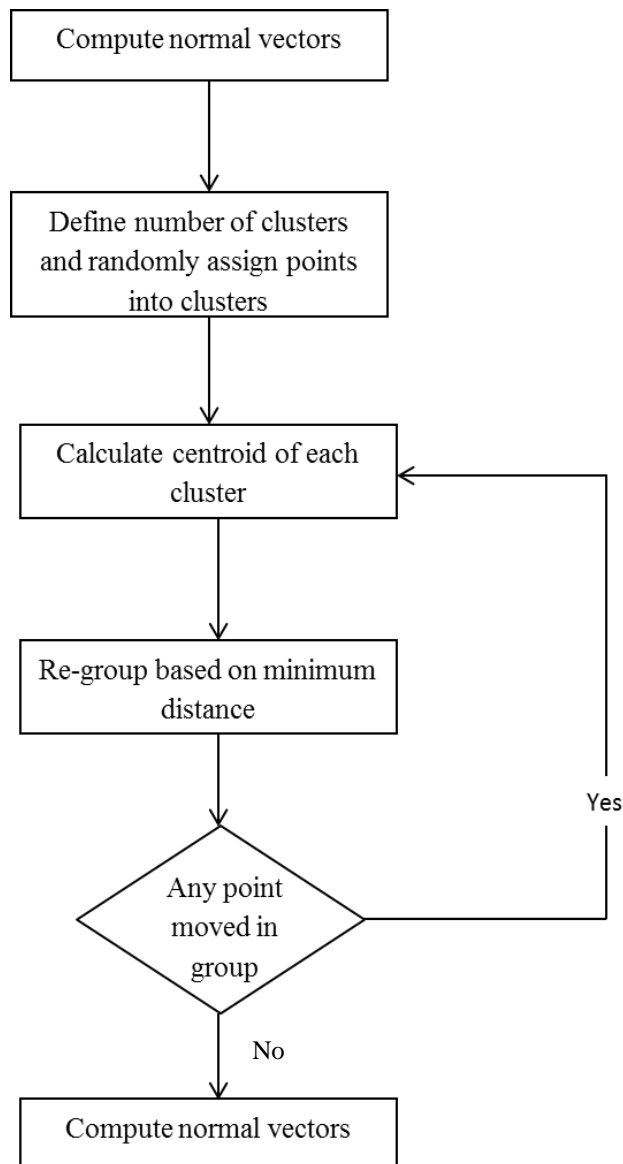 Compute normal vectors
Define number of clusters
and randomly assign points
into clusters
Calculate centroid of each
cluster
Re-group based on minimum
distance
Yes
Any point
moved in
group
No
Compute normal vectors